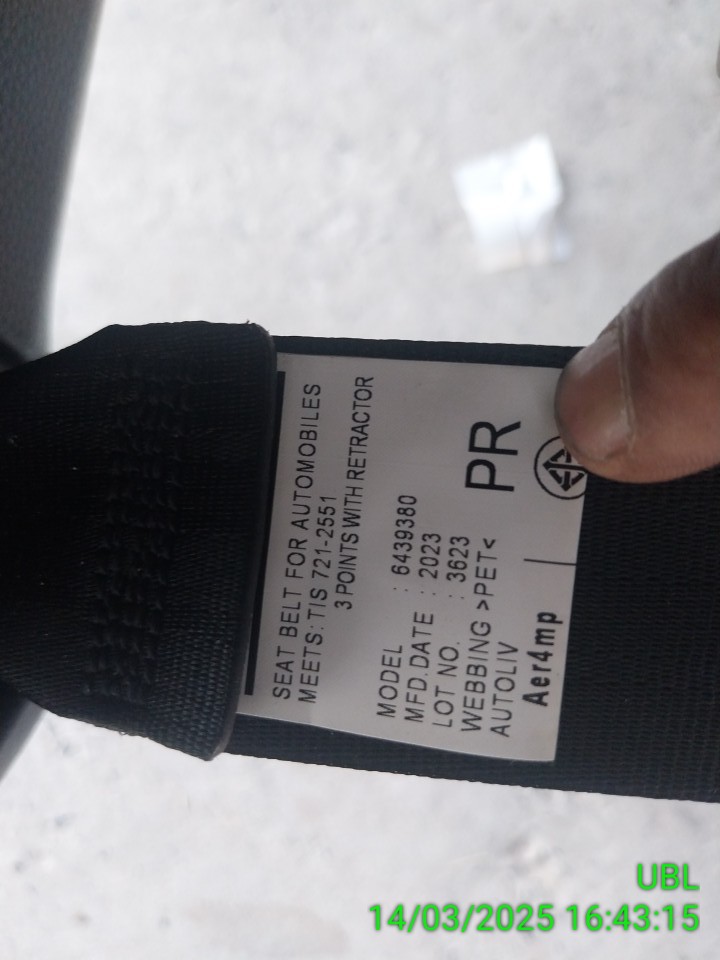 SEAT BELT FOR AUTOMOBILES
MEETS: TIS 721-2551
3 POINTS WITH RETRACTOR
MODEL : 6439380
MFD.DATE : 2023
LOT NO. : 3623
WEBBING >PET<
AUTOLIV
PR
Aer4mp
UBL
14/03/2025 16:43:15